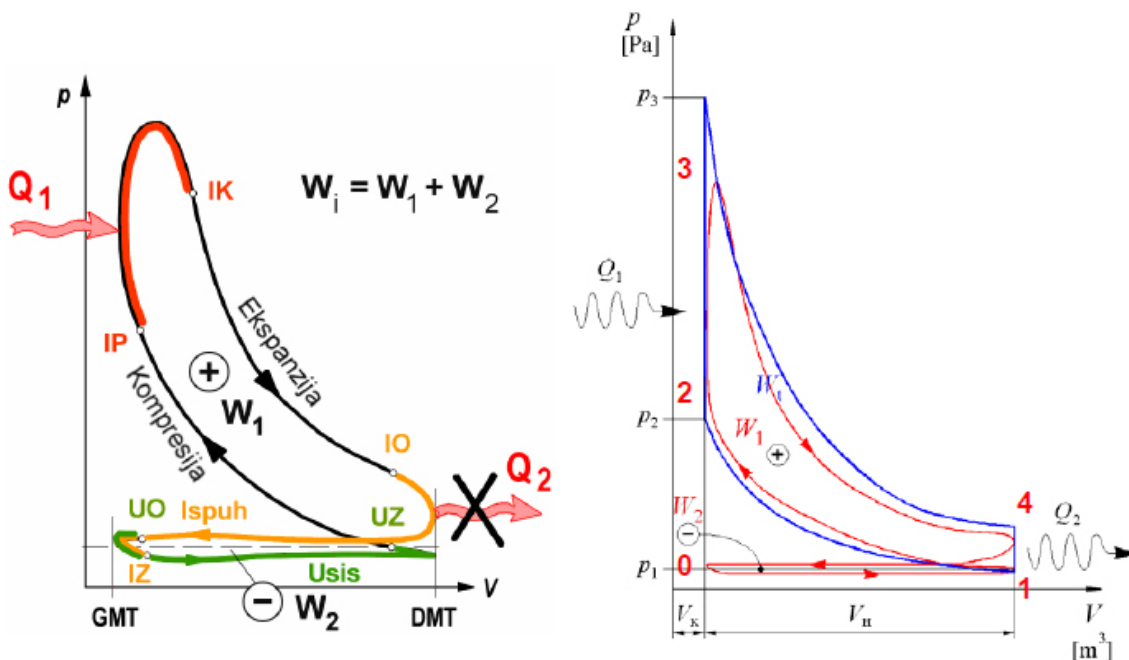 p
Q1
IK
Wi = W1 + W2
IP
Ekspanzija
Kompresija
+
W1
IO
Q2
UO
Ispuh
UZ
IZ
Usis
V
GMT
−
W2
DMT
p
[Pa]
p3
3
Q1
2
p2
Wt
W1
+
W2
−
4
Q2
p1
0
1
Vк
Vн
V
[m³]